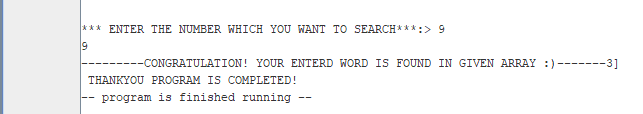 *** ENTER THE NUMBER WHICH YOU WANT TO SEARCH***:> 9
9
---------CONGRATULATION! YOUR ENTERD WORD IS FOUND IN GIVEN ARRAY :)-------3]
THANKYOU PROGRAM IS COMPLETED!
-- program is finished running --